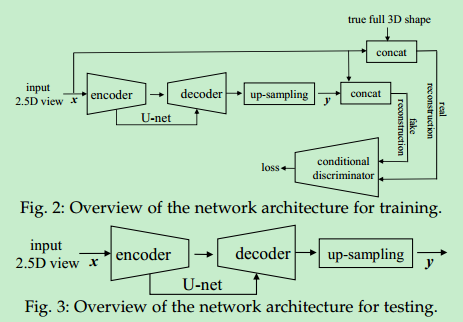 true full 3D shape
concat
input
2.5D view x
encoder
decoder
up-sampling
y
concat
U-net
fake
reconstruction
real
reconstruction
loss
conditional
discriminator
Fig. 2: Overview of the network architecture for training.
input
2.5D view x
encoder
decoder
up-sampling
y
U-net
Fig. 3: Overview of the network architecture for testing.